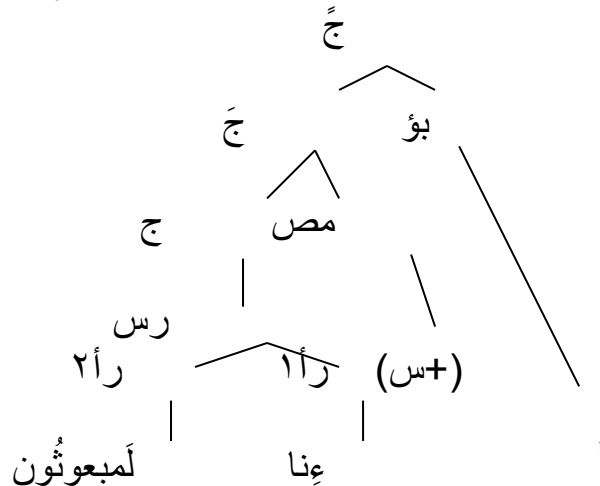 جً
بؤ جَ
مص ج
رس
(+س) رأ١ رأ٢
ءِنا لَمبعوثُون